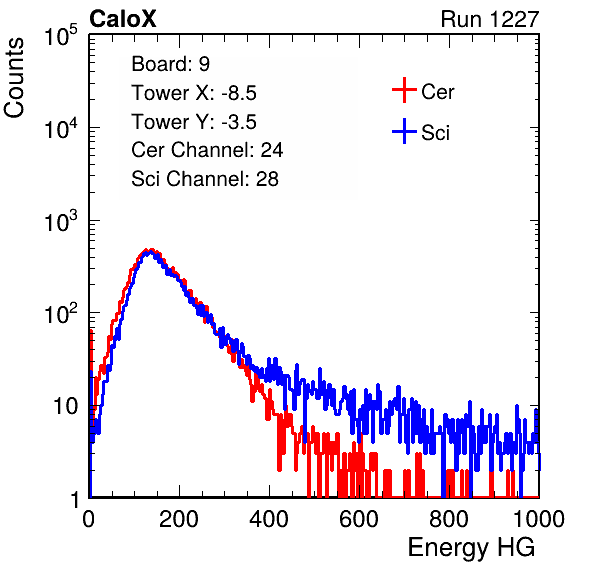 CaloX Run 1227
Counts
Board: 9
Tower X: -8.5
Tower Y: -3.5
Cer Channel: 24
Sci Channel: 28
Cer
Sci
10^5
10^4
10^3
10^2
10
1
0 200 400 600 800 1000
Energy HG